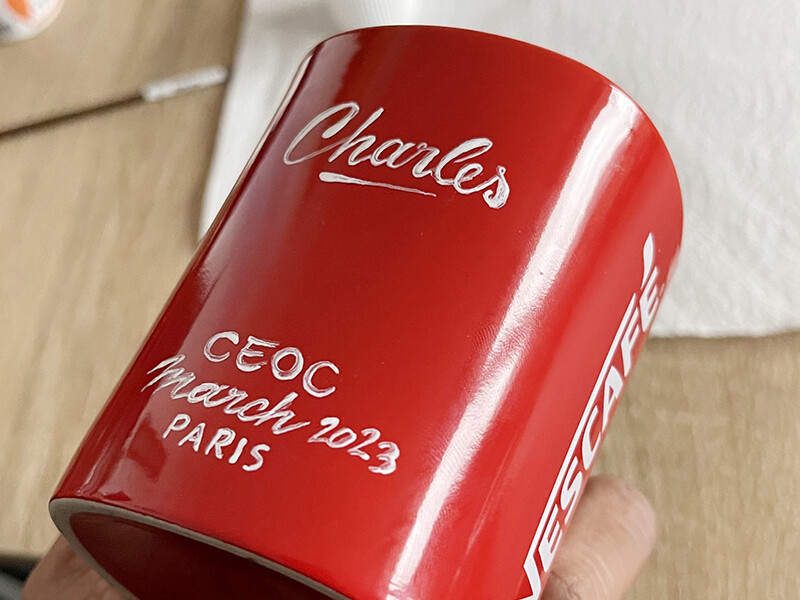 Charles
CEOC
March 2023
PARIS
NESCAFÉ